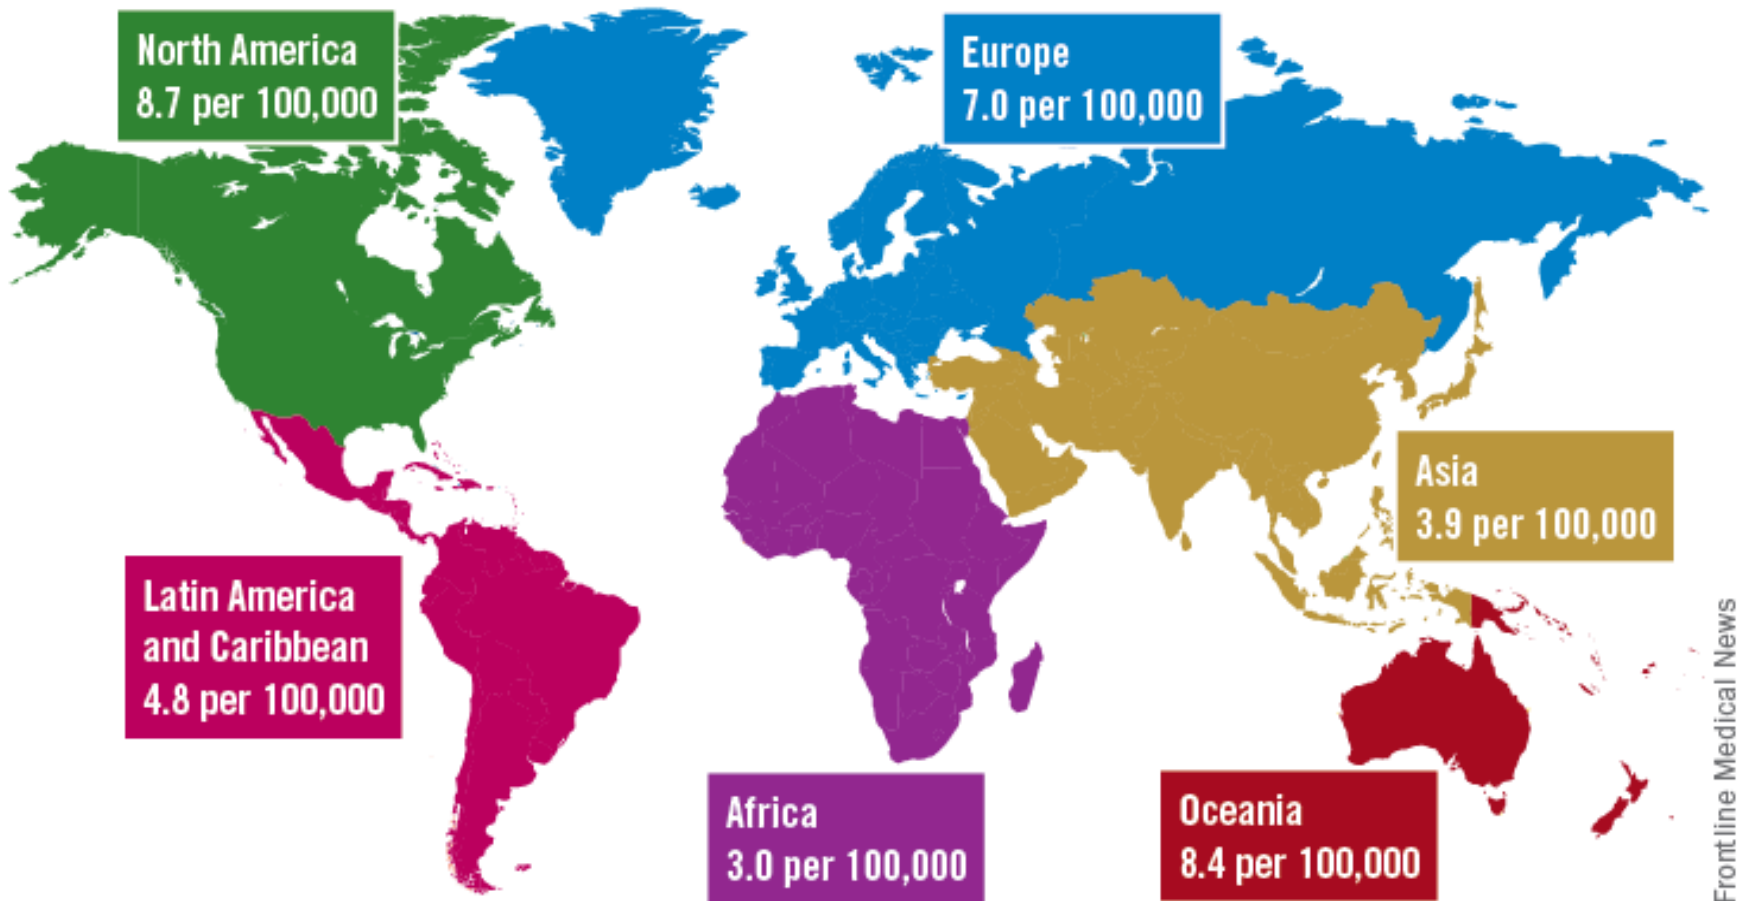 North America
8.7 per 100,000
Europe
7.0 per 100,000
Asia
3.9 per 100,000
Latin America
and Caribbean
4.8 per 100,000
Africa
3.0 per 100,000
Oceania
8.4 per 100,000
Frontline Medical News